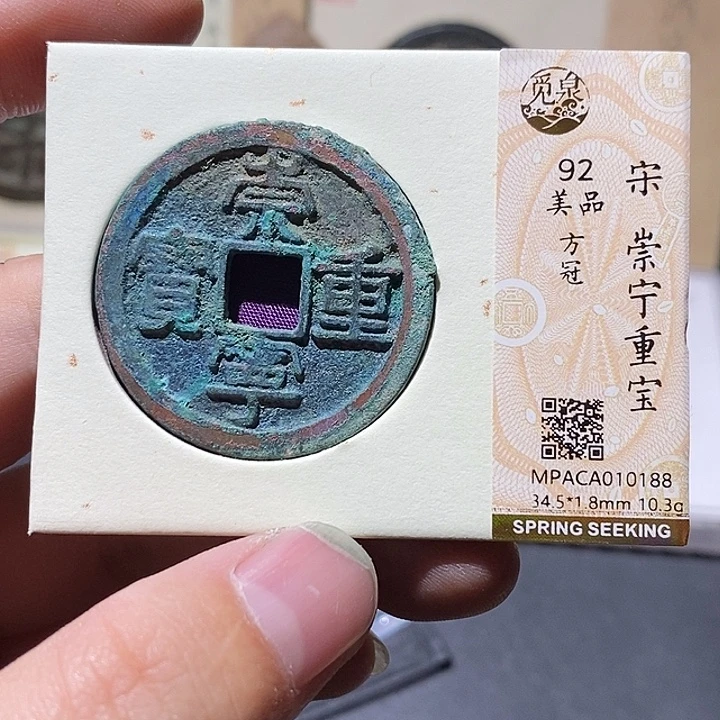 崇
重
寧
寳
觅泉
92
美品
方冠
宋 崇宁重宝
MPACA010188
34.5*1.8mm 10.3g
SPRING SEEKING